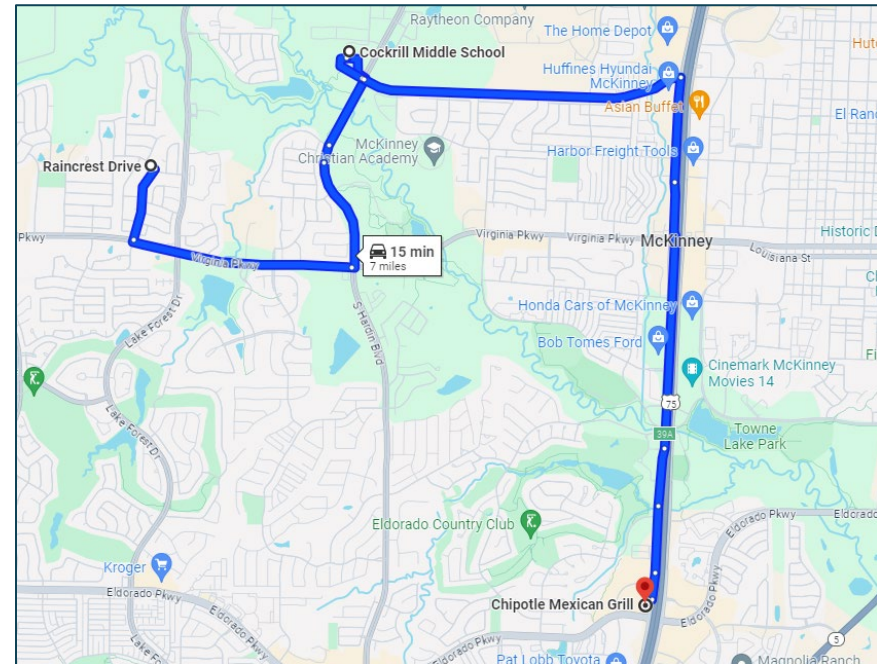 Raytheon Company
The Home Depot
Cockrill Middle School
Huffines Hyundai
McKinney
Asian Buffet
McKinney
Christian Academy
Harbor Freight Tools
Raincrest Drive
Pkwy
Virginia Pkwy
15 min
7 miles
Virginia Pkwy
Virginia Pkwy
McKinney
Louisiana St
Historic D
Lake Forest Dr
S Hardin Blvd
Honda Cars of McKinney
Bob Tomes Ford
Cinemark McKinney
Movies 14
75
39A
Towne
Lake Park
Lake Forest Dr
Eldorado Country Club
Eldorado Pkwy
Eldorado Pkwy
Kroger
Eldorado Pkwy
Chipotle Mexican Grill
Eldorado Pkwy
5
Pat Lobb Toyota
Magnolia Ranch